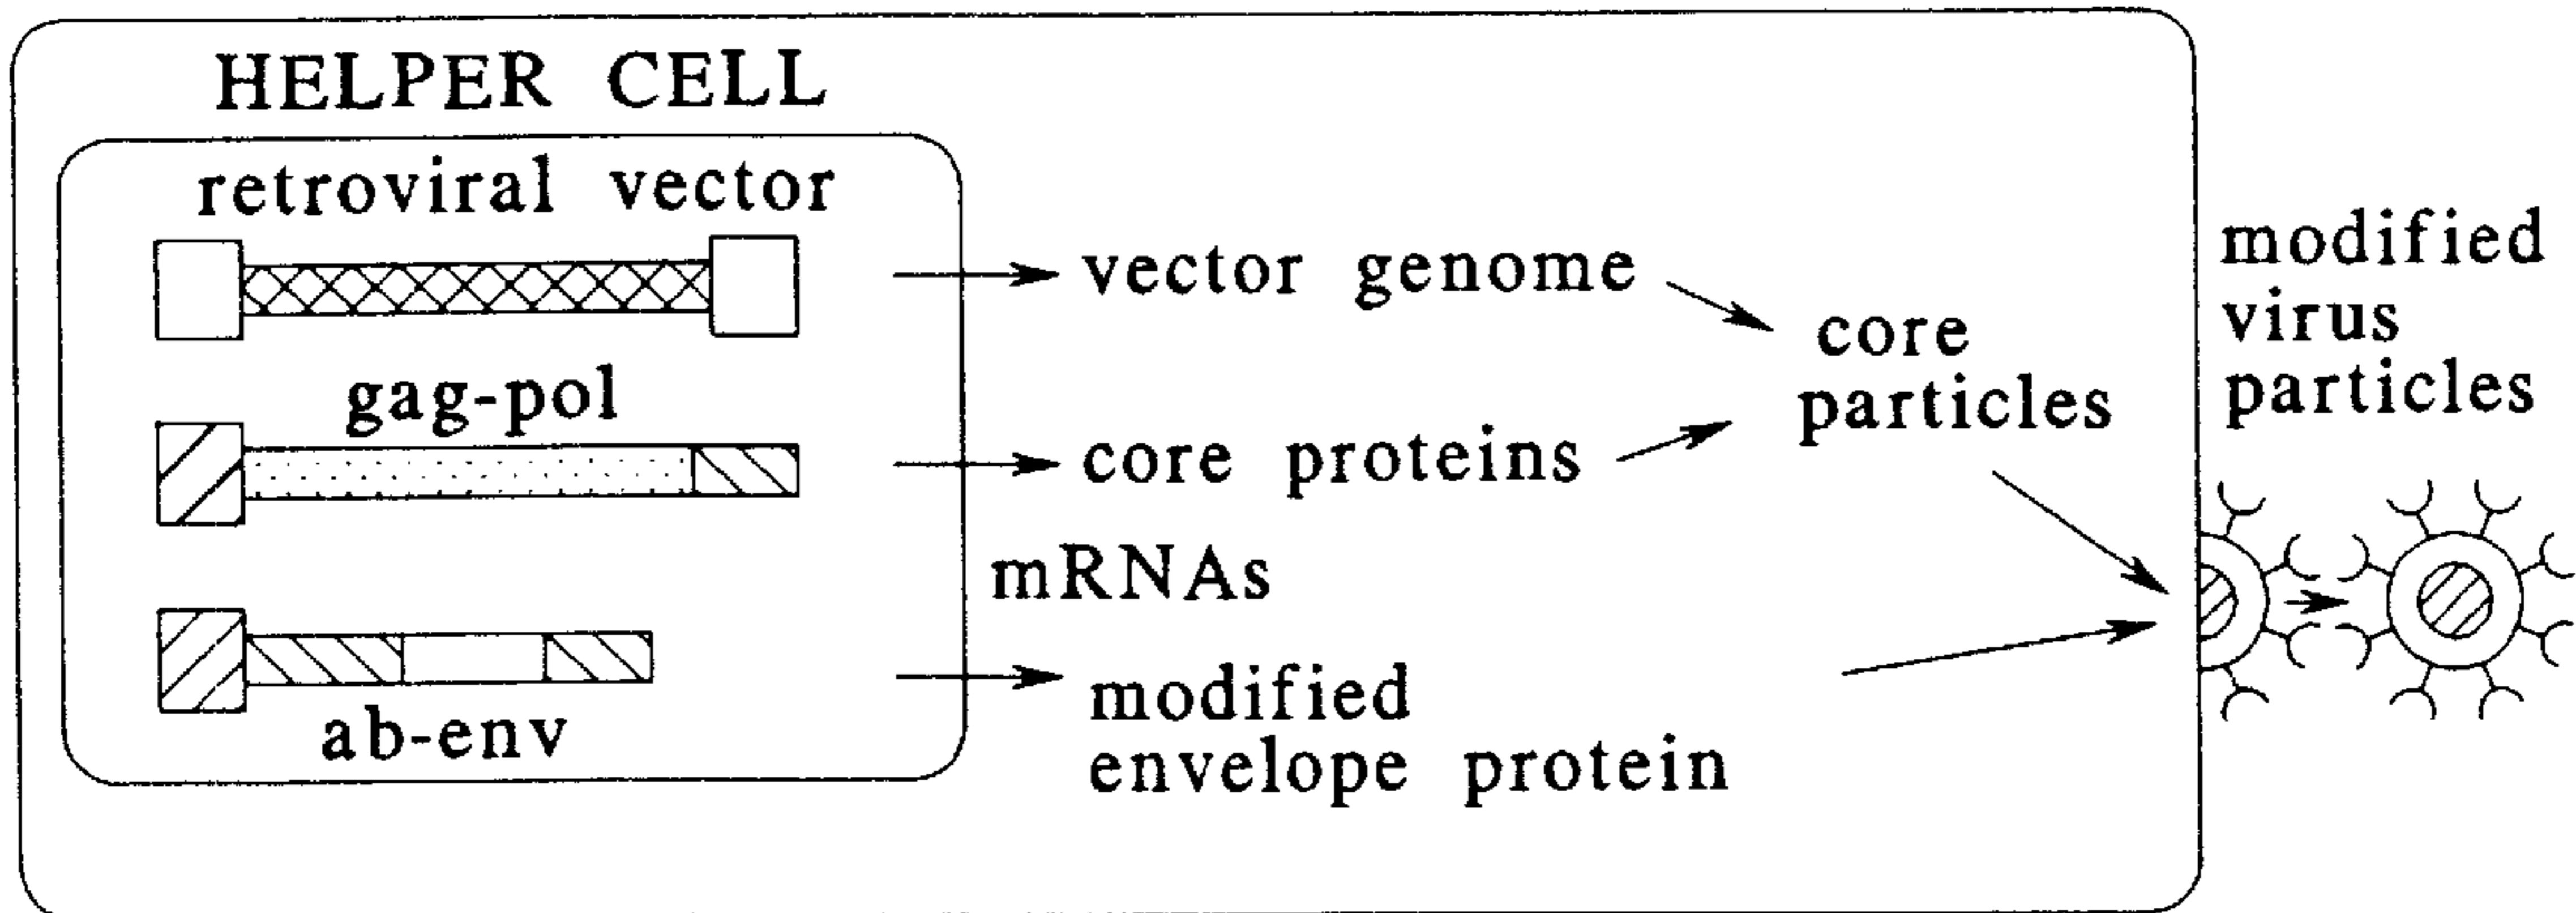 HELPER CELL
retroviral vector
gag-pol
ab-env
vector genome
core proteins
mRNAs
modified
envelope protein
core
particles
modified
virus
particles